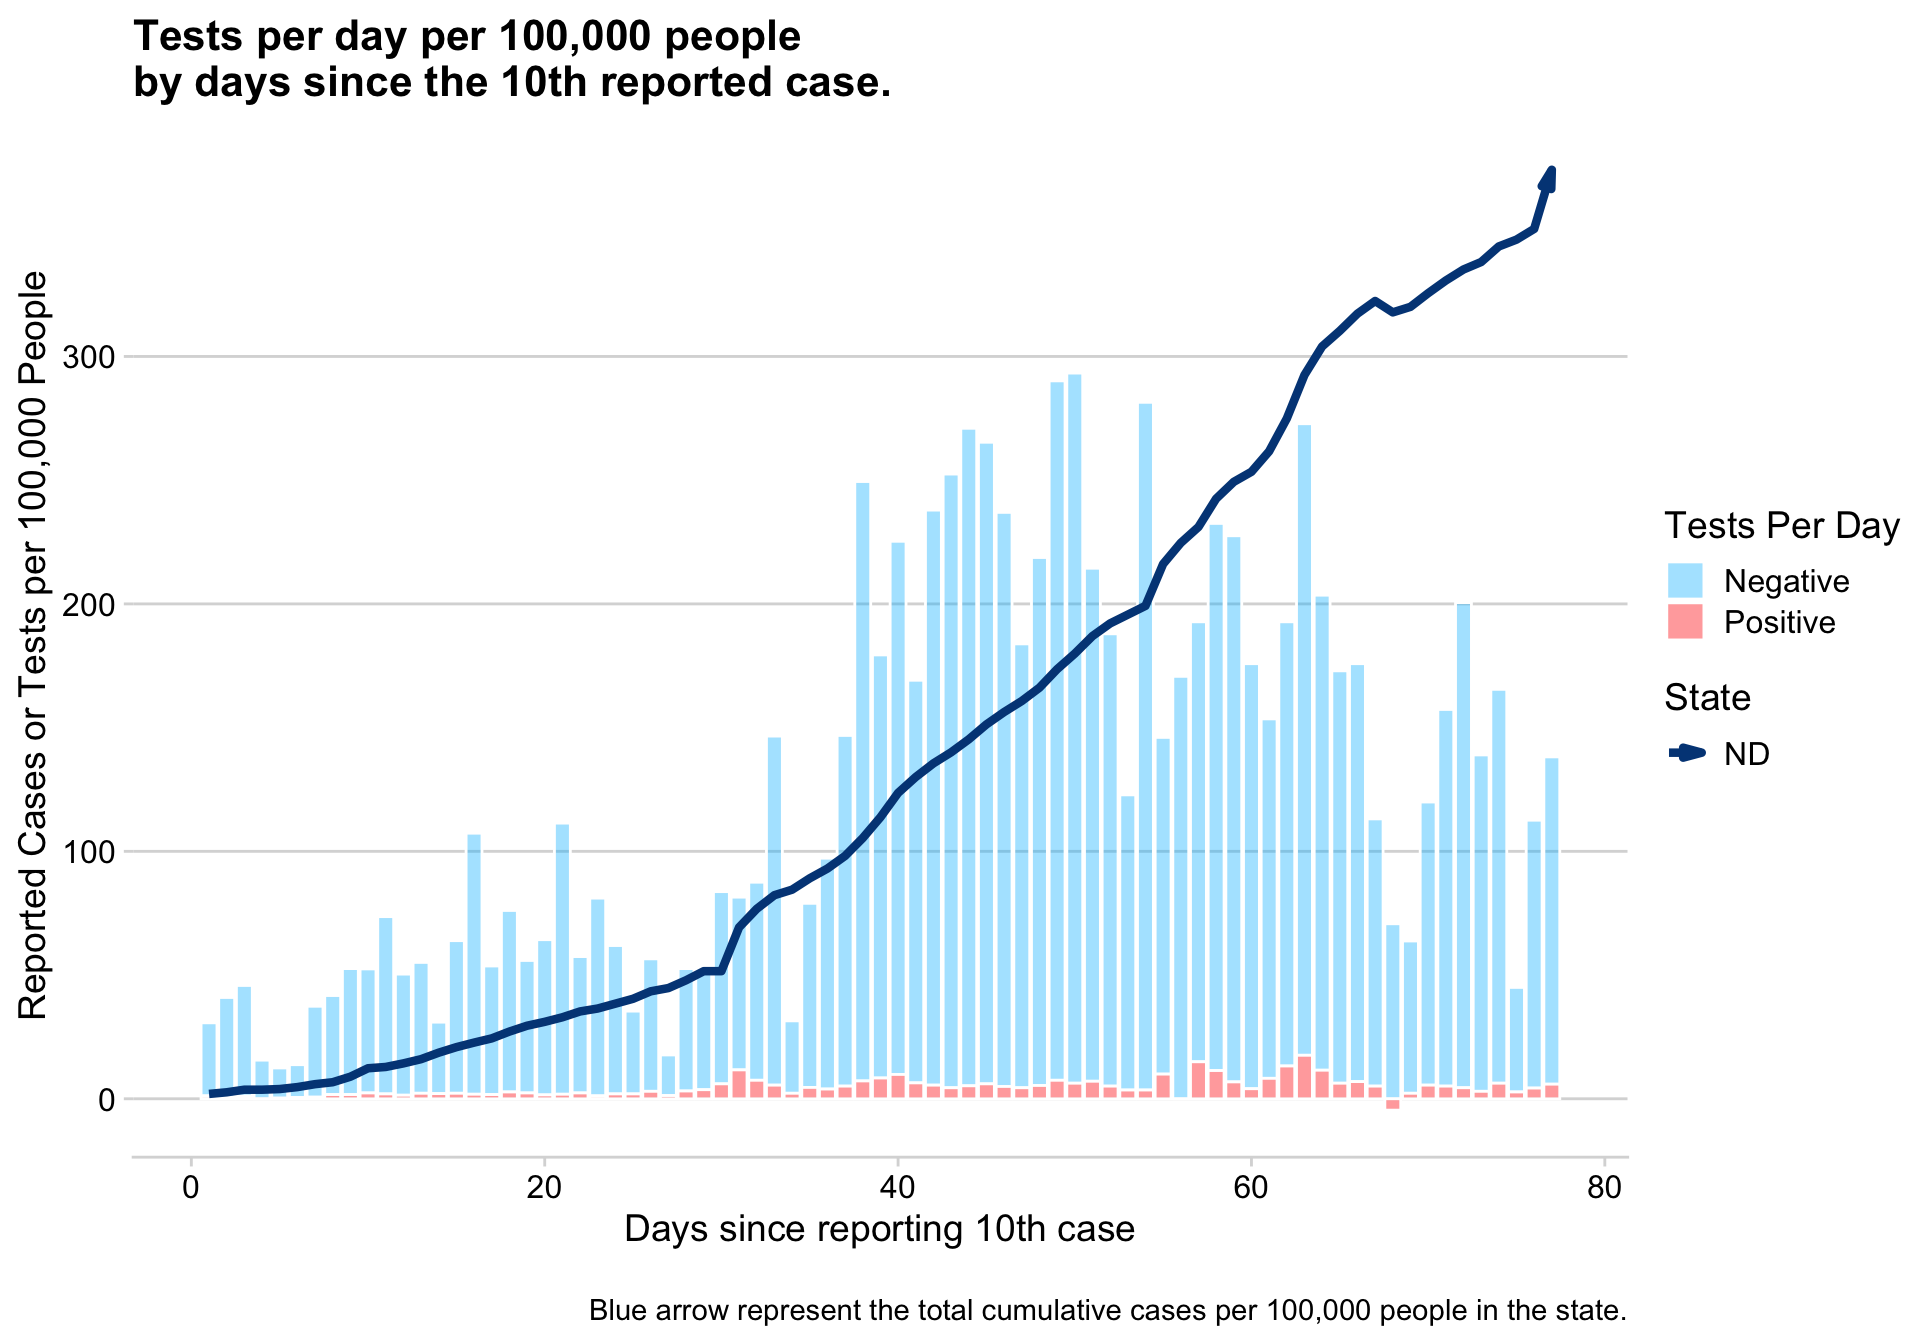 Tests per day per 100,000 people
by days since the 10th reported case.
Reported Cases or Tests per 100,000 People
300
200
100
0
0 20 40 60 80
Days since reporting 10th case
Tests Per Day
Negative
Positive
State
ND
Blue arrow represent the total cumulative cases per 100,000 people in the state.